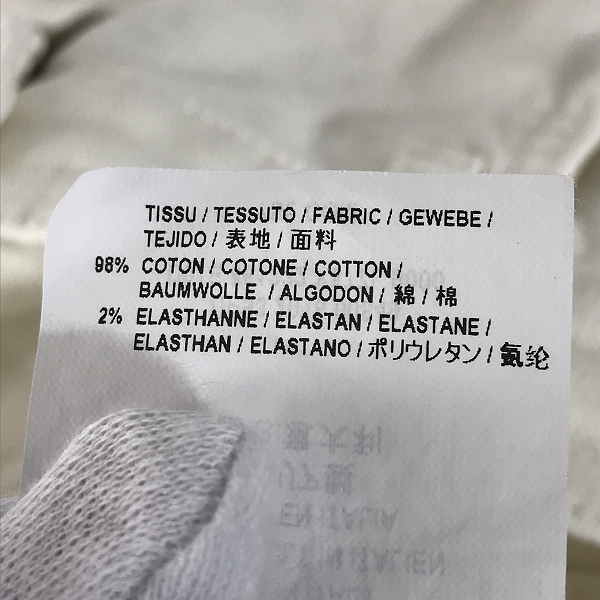 TISSU / TESSUTO / FABRIC / GEWEBE /
TEJIDO / 表地 / 面料
98% COTON / COTONE / COTTON /
BAUMWOLLE / ALGODON / 綿 / 棉
2% ELASTHANNE / ELASTAN / ELASTANE /
ELASTHAN / ELASTANO / ポリウレタン / 氨纶